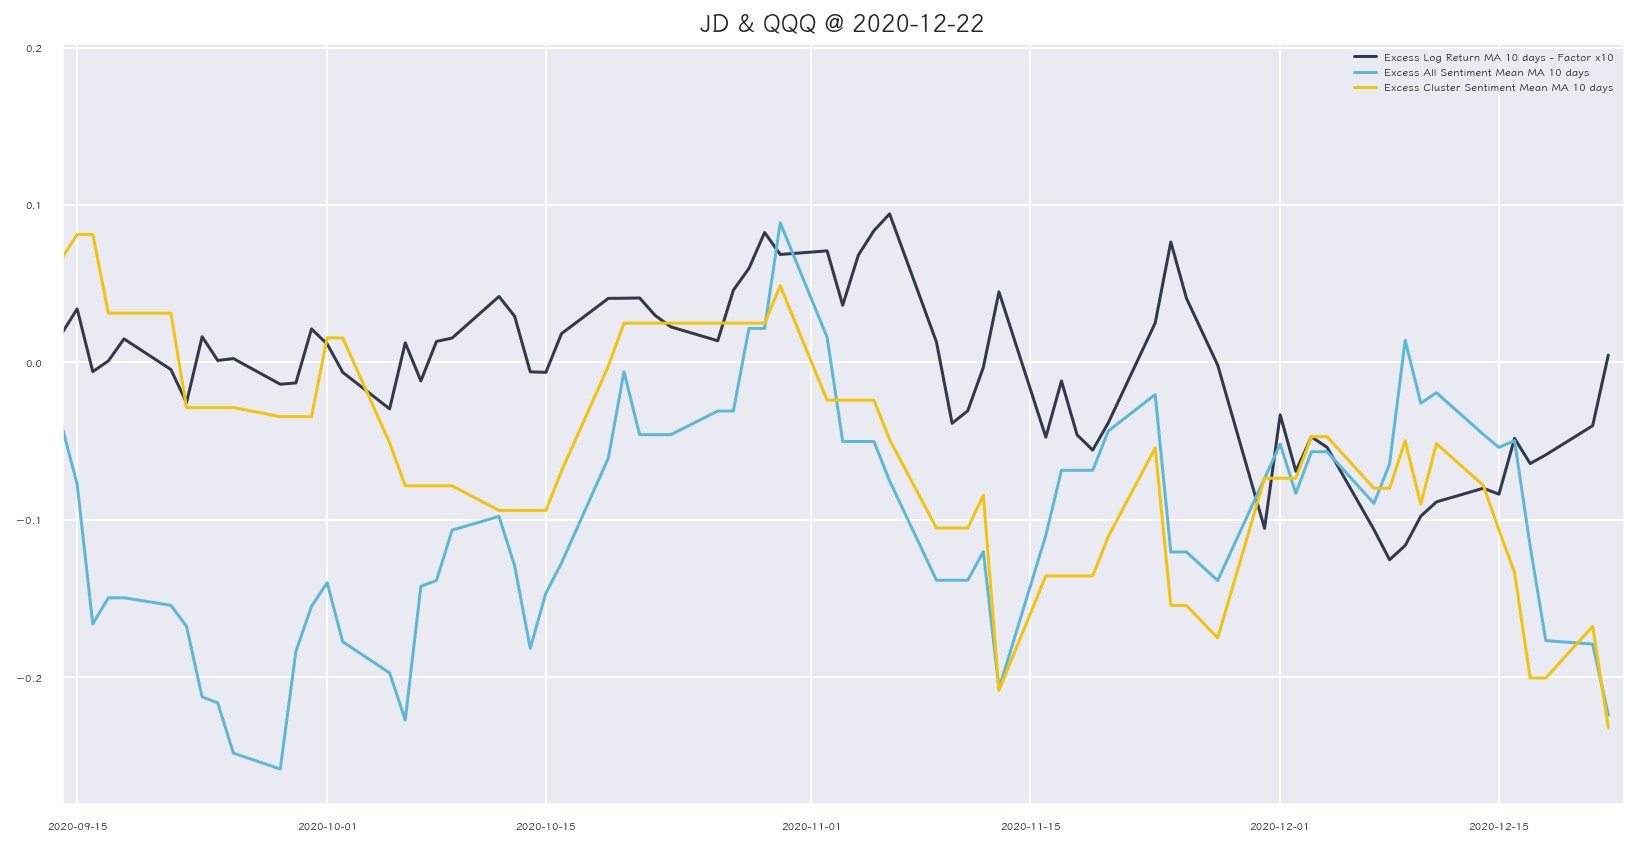 JD & QQQ @ 2020-12-22
Excess Log Return MA 10 days - Factor x10
Excess All Sentiment Mean MA 10 days
Excess Cluster Sentiment Mean MA 10 days
0.2
0.1
0.0
−0.1
−0.2
2020-09-15 2020-10-01 2020-10-15 2020-11-01 2020-11-15 2020-12-01 2020-12-15